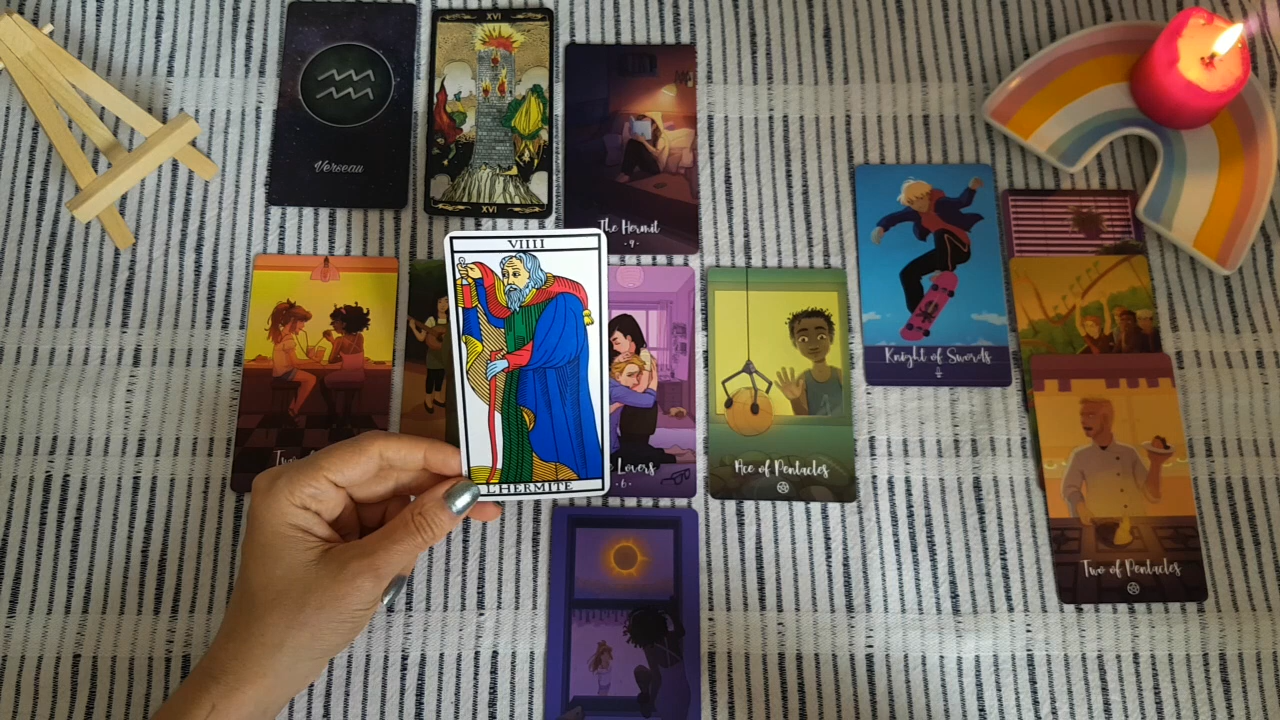 Verseau
XVI
XVI
The Hermit
·9·
VIIII
L'HERMITE
Lovers
·6·
Ace of Pentacles
Knight of Swords
Two of Pentacles